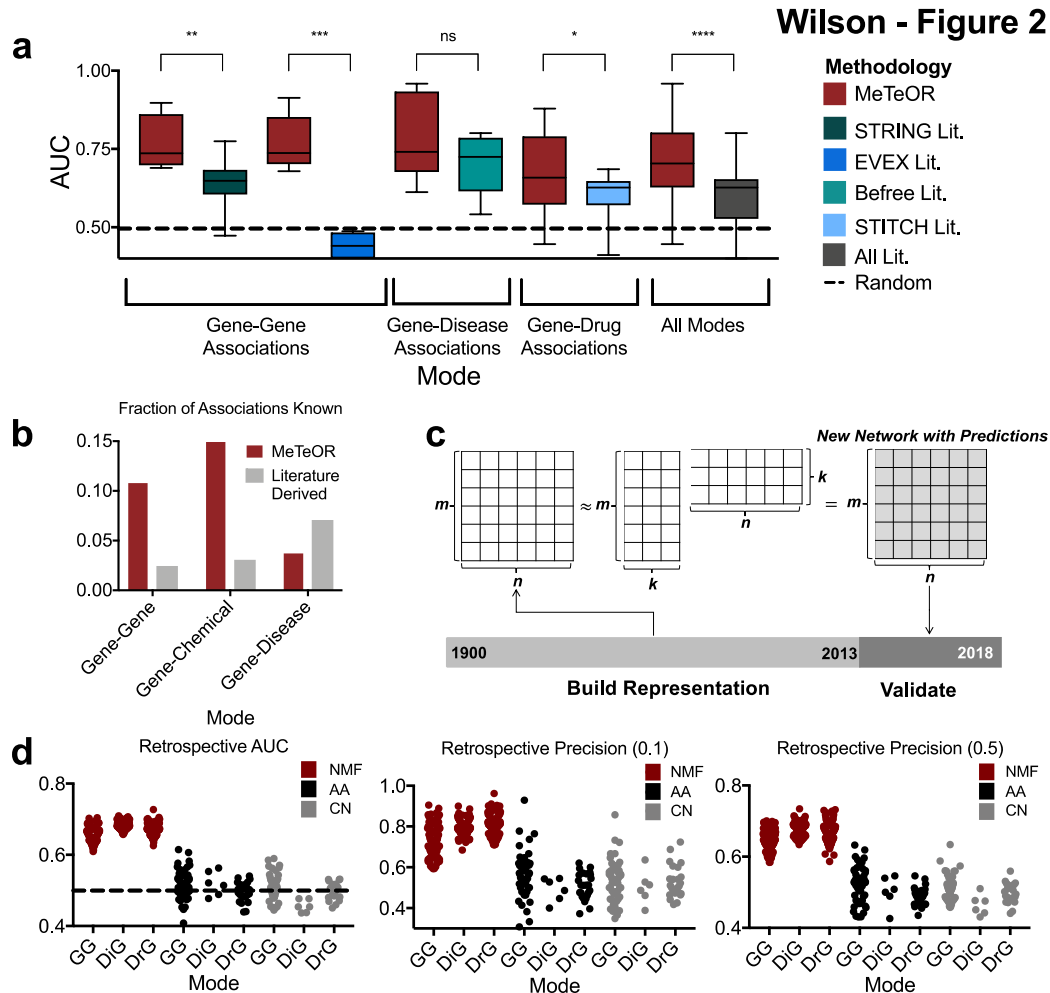 Wilson - Figure 2
a
**
***
ns
*
****
1.00
0.75
0.50
AUC
Gene-Gene
Associations
Gene-Disease
Associations
Gene-Drug
Associations
All Modes
Mode
Methodology
MeTeOR
STRING Lit.
EVEX Lit.
Befree Lit.
STITCH Lit.
All Lit.
Random
b
Fraction of Associations Known
0.15
0.10
0.05
0.00
MeTeOR
Literature
Derived
Gene-Gene
Gene-Chemical
Gene-Disease
Mode
c
New Network with Predictions
m
n
≈
m
k
n
k
=
m
n
1900
2013
2018
Build Representation
Validate
d
Retrospective AUC
NMF
AA
CN
0.8
0.6
0.4
GG
DiG
DrG
GG
DiG
DrG
GG
DiG
DrG
Mode
Retrospective Precision (0.1)
NMF
AA
CN
1.0
0.8
0.6
0.4
GG
DiG
DrG
GG
DiG
DrG
GG
DiG
DrG
Mode
Retrospective Precision (0.5)
NMF
AA
CN
0.8
0.6
0.4
GG
DiG
DrG
GG
DiG
DrG
GG
DiG
DrG
Mode